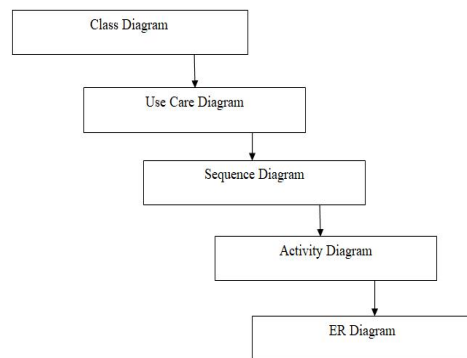 Class Diagram
Use Care Diagram
Sequence Diagram
Activity Diagram
ER Diagram